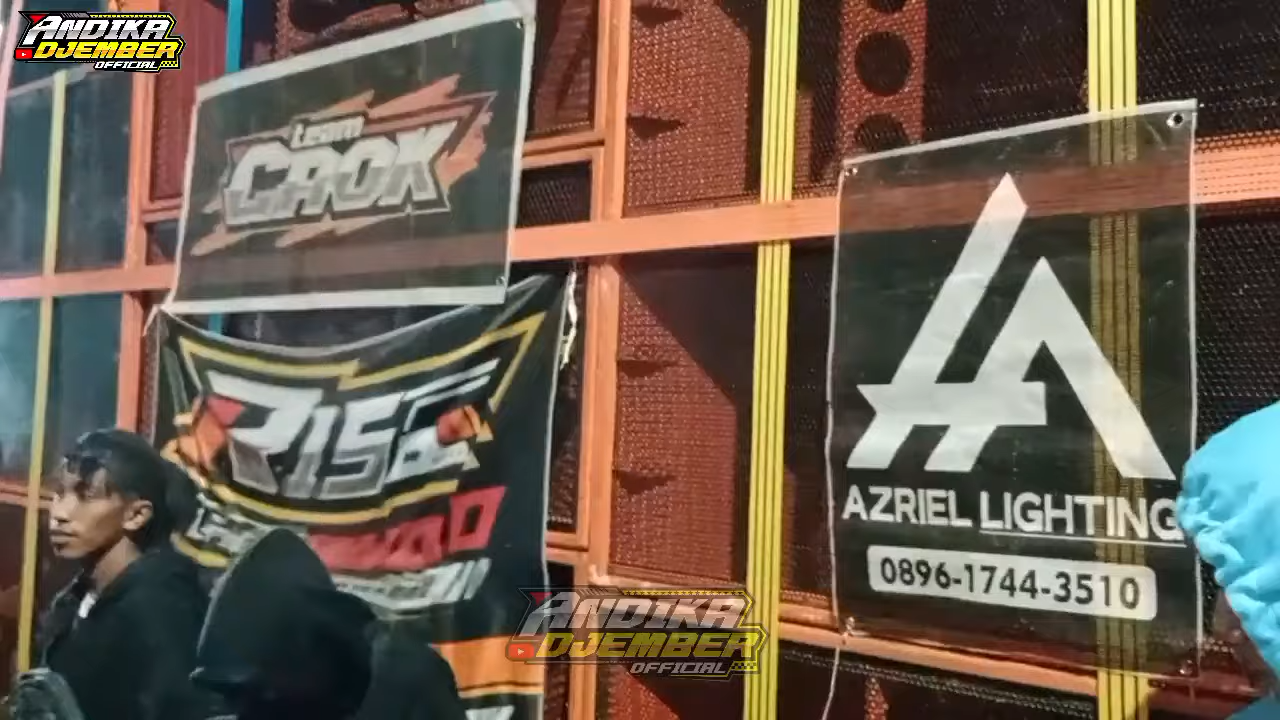 ANDIKA
DJEMBER
OFFICIAL
team
CROK
RISE
AZRIEL LIGHTING
0896-1744-3510
ANDIKA
DJEMBER
OFFICIAL